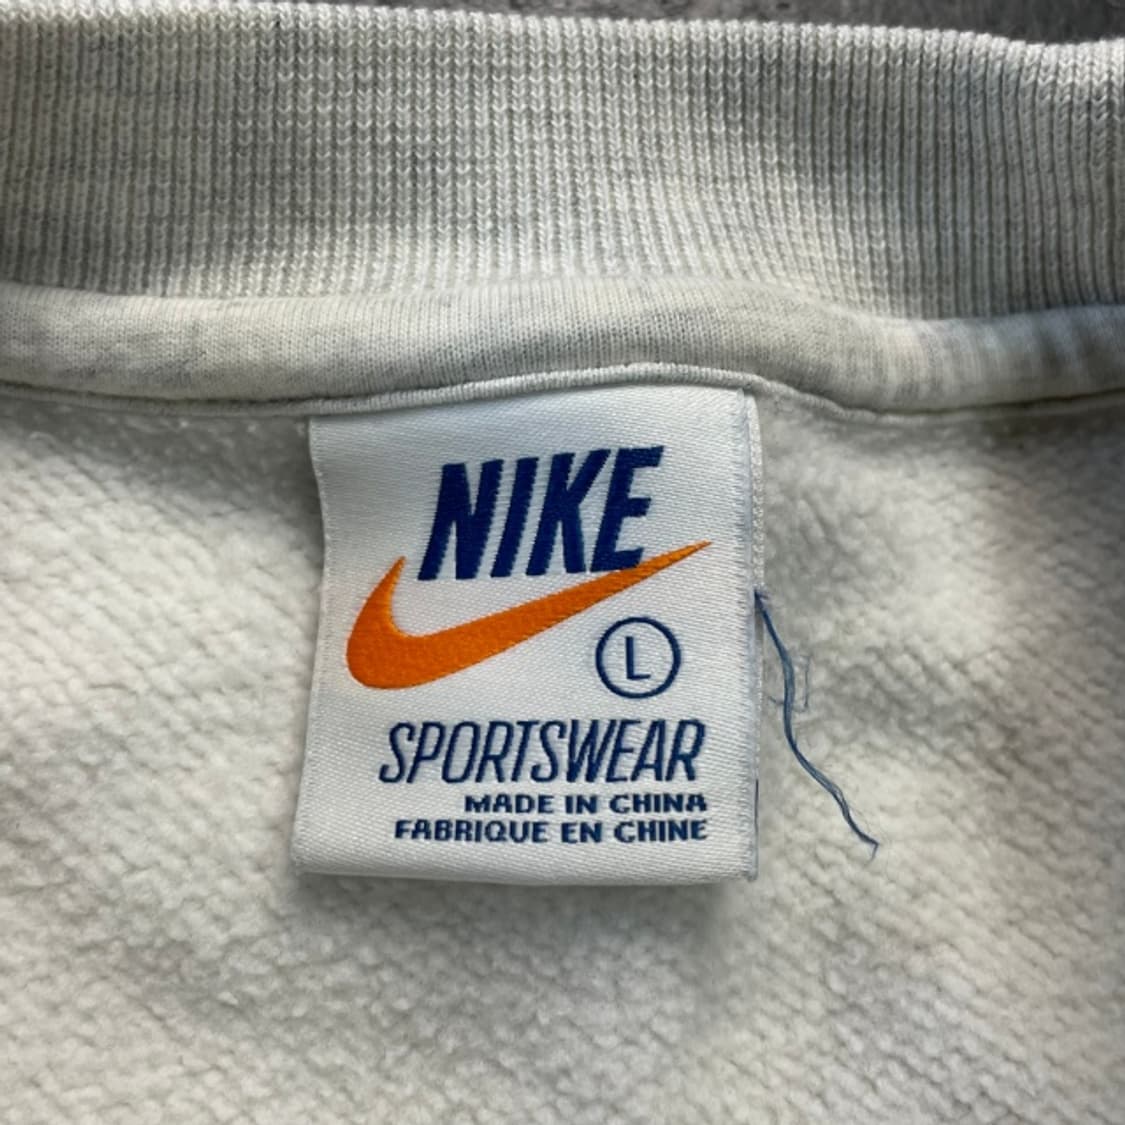 NIKE
L
SPORTSWEAR
MADE IN CHINA
FABRIQUE EN CHINE